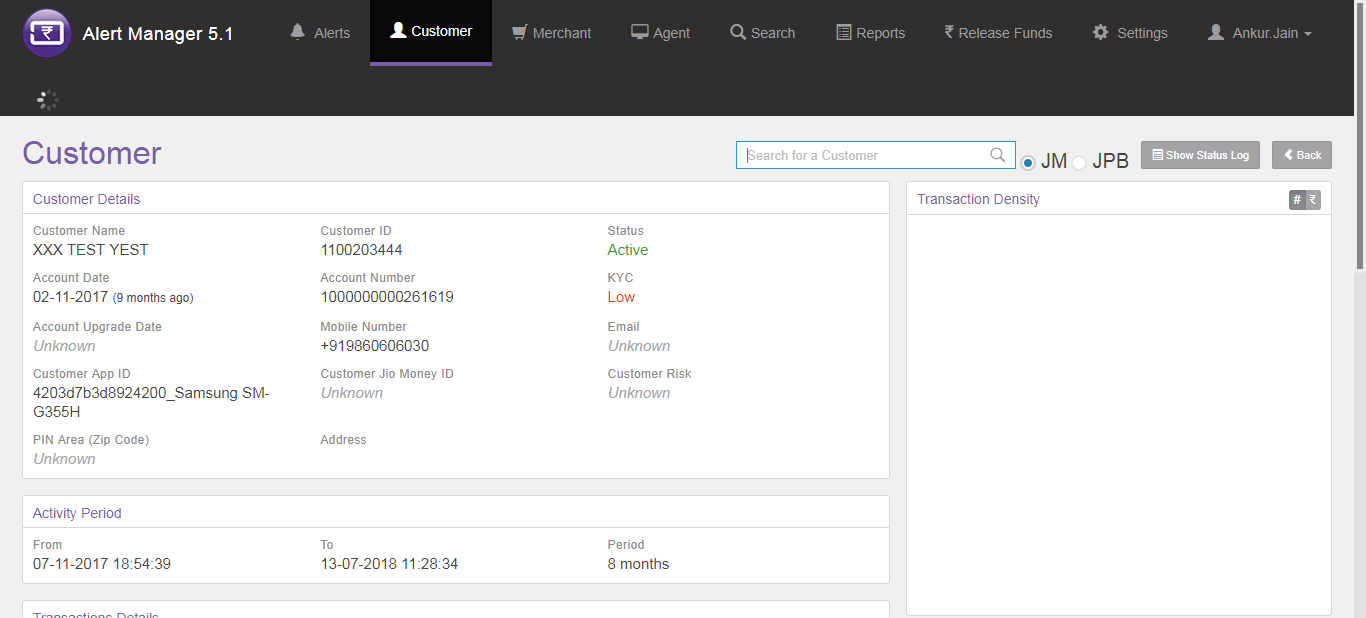 Alert Manager 5.1
Alerts
Customer
Merchant
Agent
Search
Reports
₹ Release Funds
Settings
Ankur.Jain
Customer
Search for a Customer
JM
JPB
Show Status Log
Back
Customer Details
Customer Name
XXX TEST YEST
Customer ID
1100203444
Status
Active
Account Date
02-11-2017 (9 months ago)
Account Number
1000000000261619
KYC
Low
Account Upgrade Date
Unknown
Mobile Number
+919860606030
Email
Unknown
Customer App ID
4203d7b3d8924200_Samsung SM-
G355H
Customer Jio Money ID
Unknown
Customer Risk
Unknown
PIN Area (Zip Code)
Unknown
Address
Transaction Density
# ₹
Activity Period
From
07-11-2017 18:54:39
To
13-07-2018 11:28:34
Period
8 months
Transactions Details